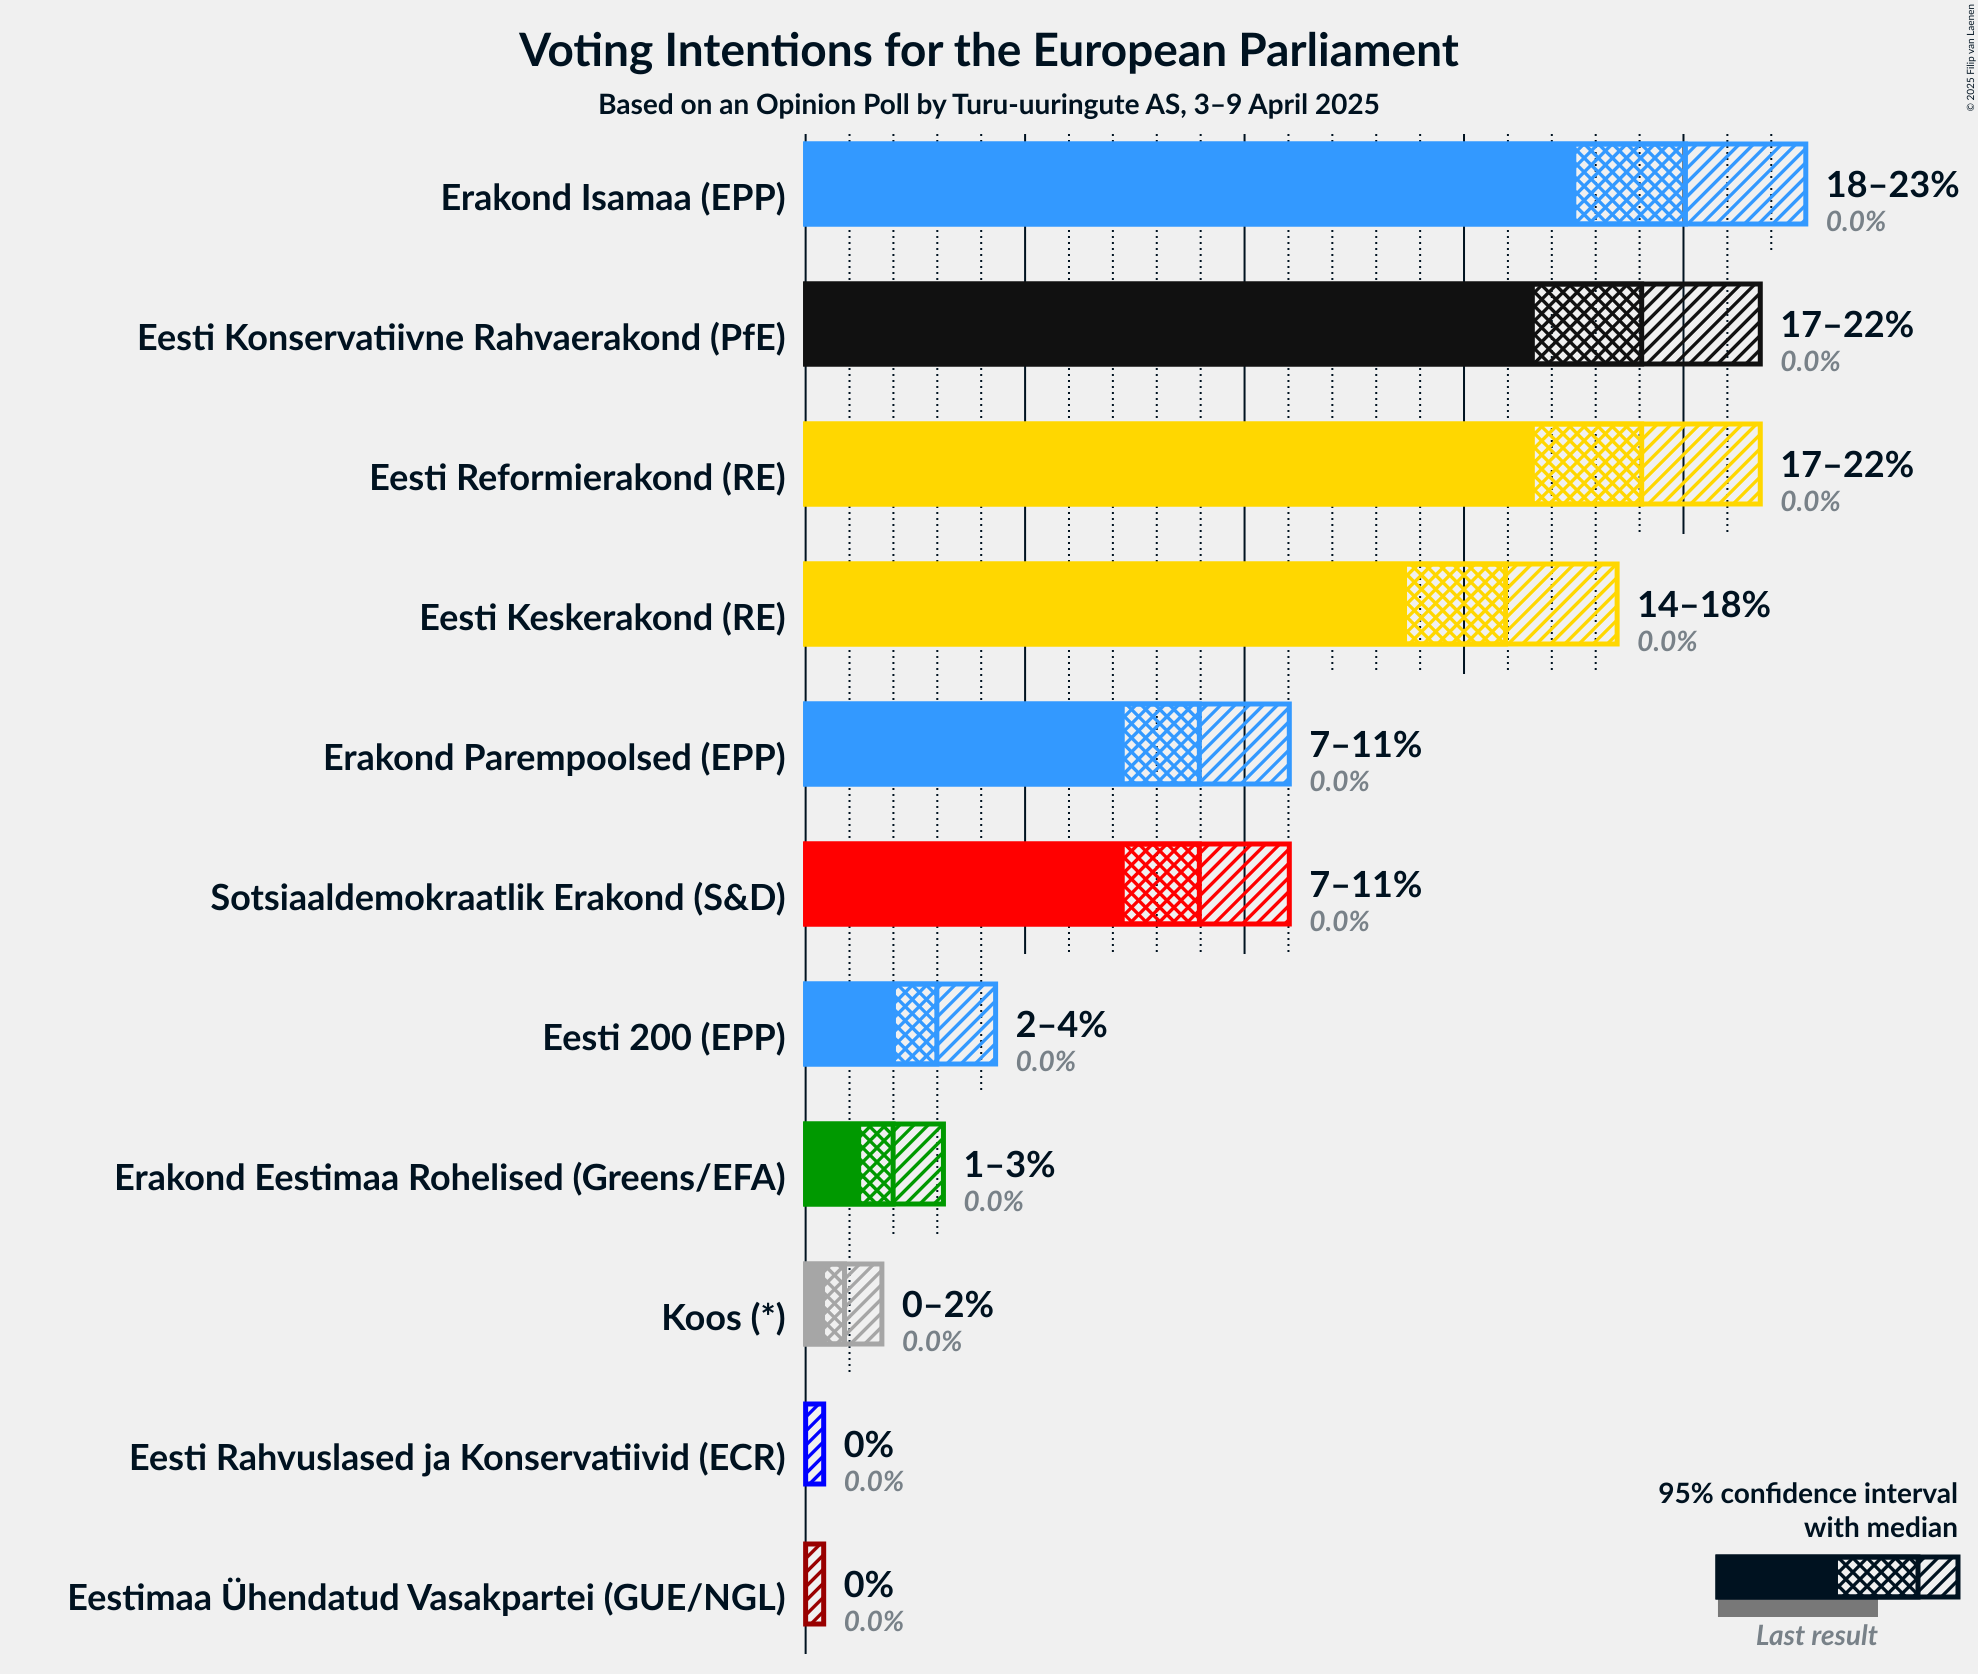 Voting Intentions for the European Parliament
Based on an Opinion Poll by Turu-uuringute AS, 3–9 April 2025
© 2025 Filip van Laenen
Erakond Isamaa (EPP)
18–23%
0.0%
Eesti Konservatiivne Rahvaerakond (PfE)
17–22%
0.0%
Eesti Reformierakond (RE)
17–22%
0.0%
Eesti Keskerakond (RE)
14–18%
0.0%
Erakond Parempoolsed (EPP)
7–11%
0.0%
Sotsiaaldemokraatlik Erakond (S&D)
7–11%
0.0%
Eesti 200 (EPP)
2–4%
0.0%
Erakond Eestimaa Rohelised (Greens/EFA)
1–3%
0.0%
Koos (*)
0–2%
0.0%
Eesti Rahvuslased ja Konservatiivid (ECR)
0%
0.0%
Eestimaa Ühendatud Vasakpartei (GUE/NGL)
0%
0.0%
95% confidence interval
with median
Last result